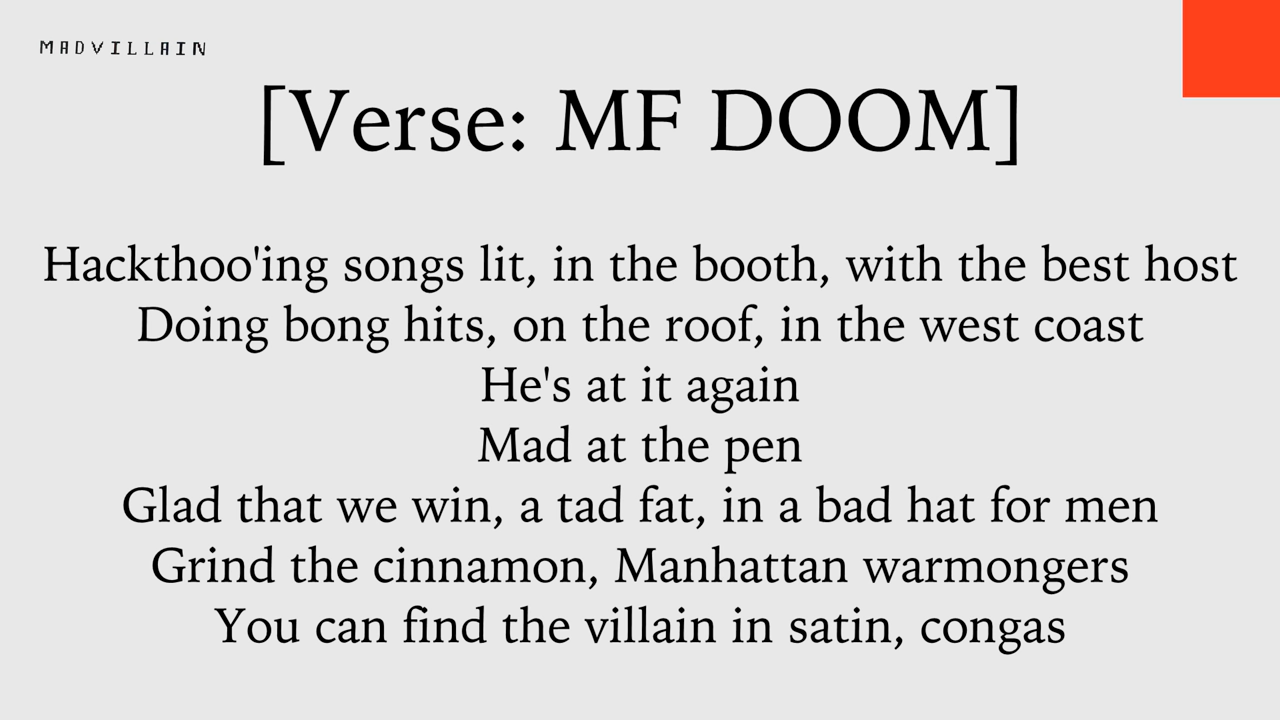 MADVILLAIN
[Verse: MF DOOM]
Hackthoo'ing songs lit, in the booth, with the best host
Doing bong hits, on the roof, in the west coast
He's at it again
Mad at the pen
Glad that we win, a tad fat, in a bad hat for men
Grind the cinnamon, Manhattan warmongers
You can find the villain in satin, congas